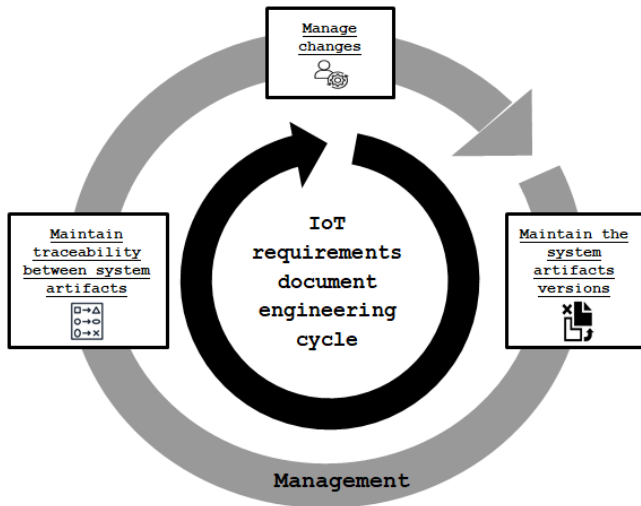 Manage
changes
Maintain
traceability
between system
artifacts
IoT
requirements
document
engineering
cycle
Maintain the
system
artifacts
versions
Management